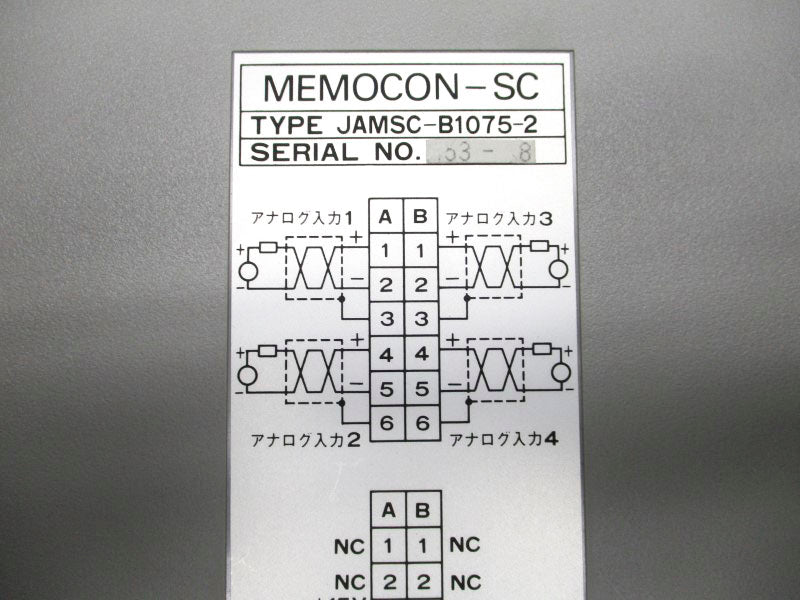 MEMOCON-SC
TYPE JAMSC-B1075-2
SERIAL NO. 63 - 8
アナログ入力1 A B アナログ入力3
+ + 1 1 + +
- - 2 2 - -
3 3
+ + 4 4 + +
- - 5 5 - -
6 6
アナログ入力2 アナログ入力4
A B
NC 1 1 NC
NC 2 2 NC